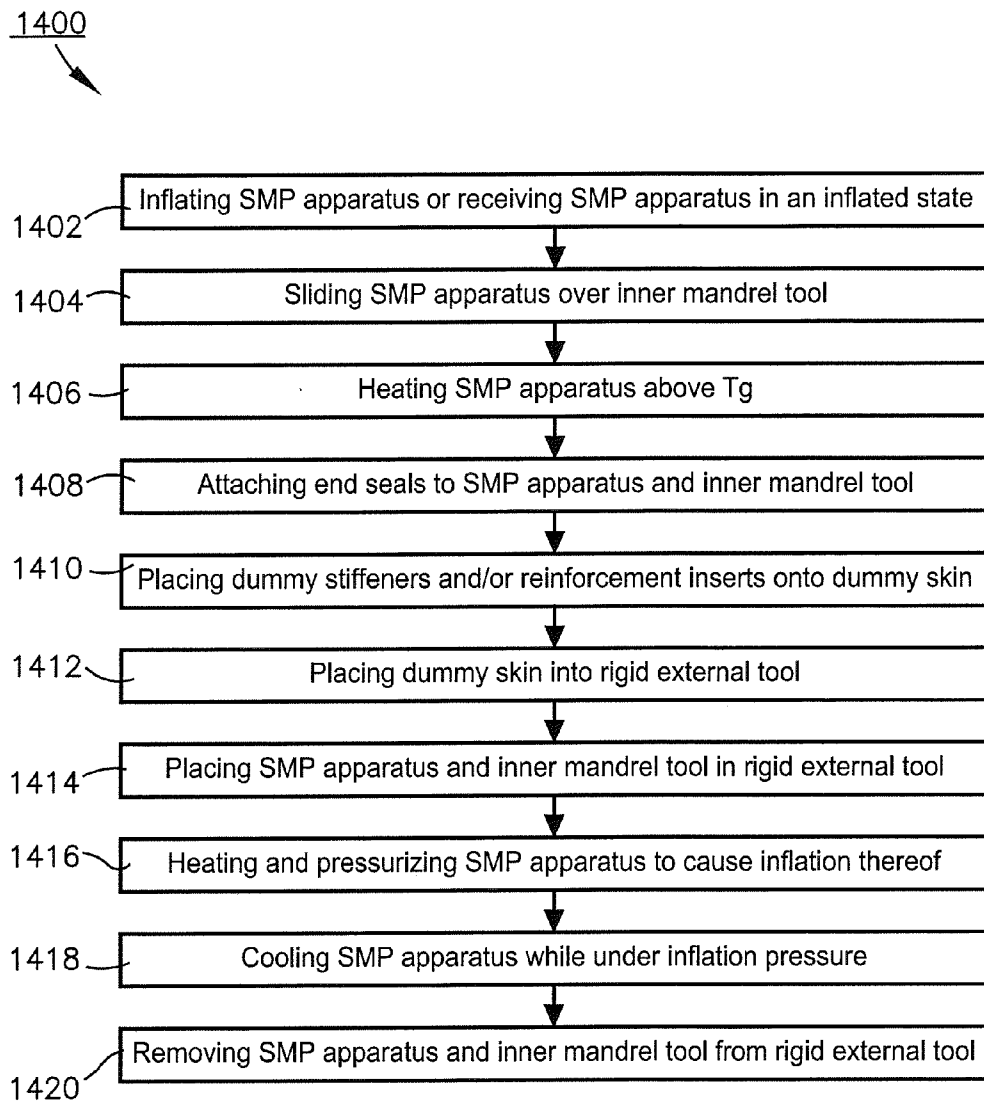 1400
1402 Inflating SMP apparatus or receiving SMP apparatus in an inflated state
1404 Sliding SMP apparatus over inner mandrel tool
1406 Heating SMP apparatus above Tg
1408 Attaching end seals to SMP apparatus and inner mandrel tool
1410 Placing dummy stiffeners and/or reinforcement inserts onto dummy skin
1412 Placing dummy skin into rigid external tool
1414 Placing SMP apparatus and inner mandrel tool in rigid external tool
1416 Heating and pressurizing SMP apparatus to cause inflation thereof
1418 Cooling SMP apparatus while under inflation pressure
1420 Removing SMP apparatus and inner mandrel tool from rigid external tool